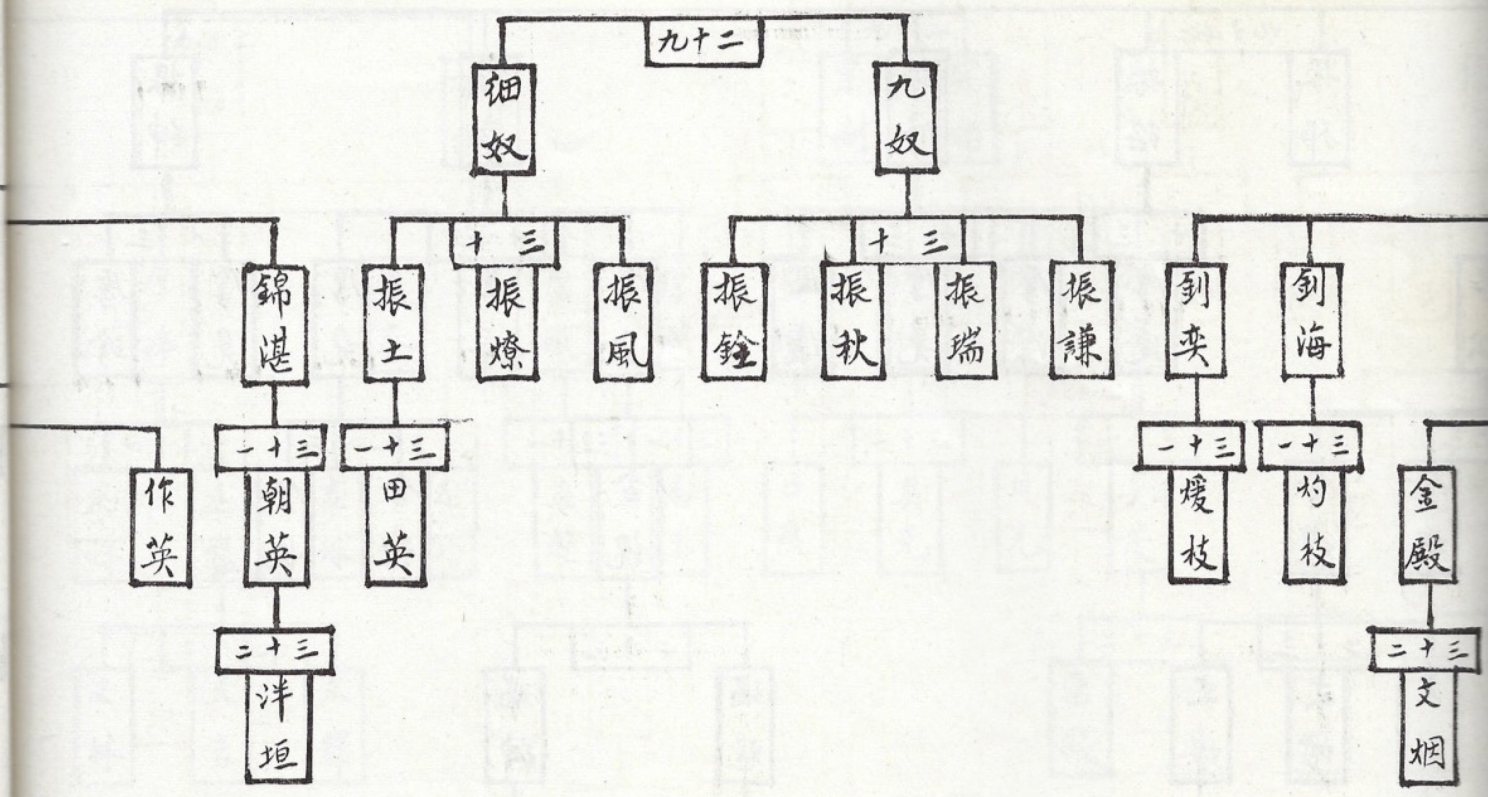 九十二
細奴
九奴
十三
十三
錦湛
振土
振燎
振風
振銓
振秋
振瑞
振謙
釗奕
釗海
一十三
一十三
一十三
一十三
作英
朝英
田英
煖枝
灼枝
金殿
二十三
二十三
泮垣
文烟